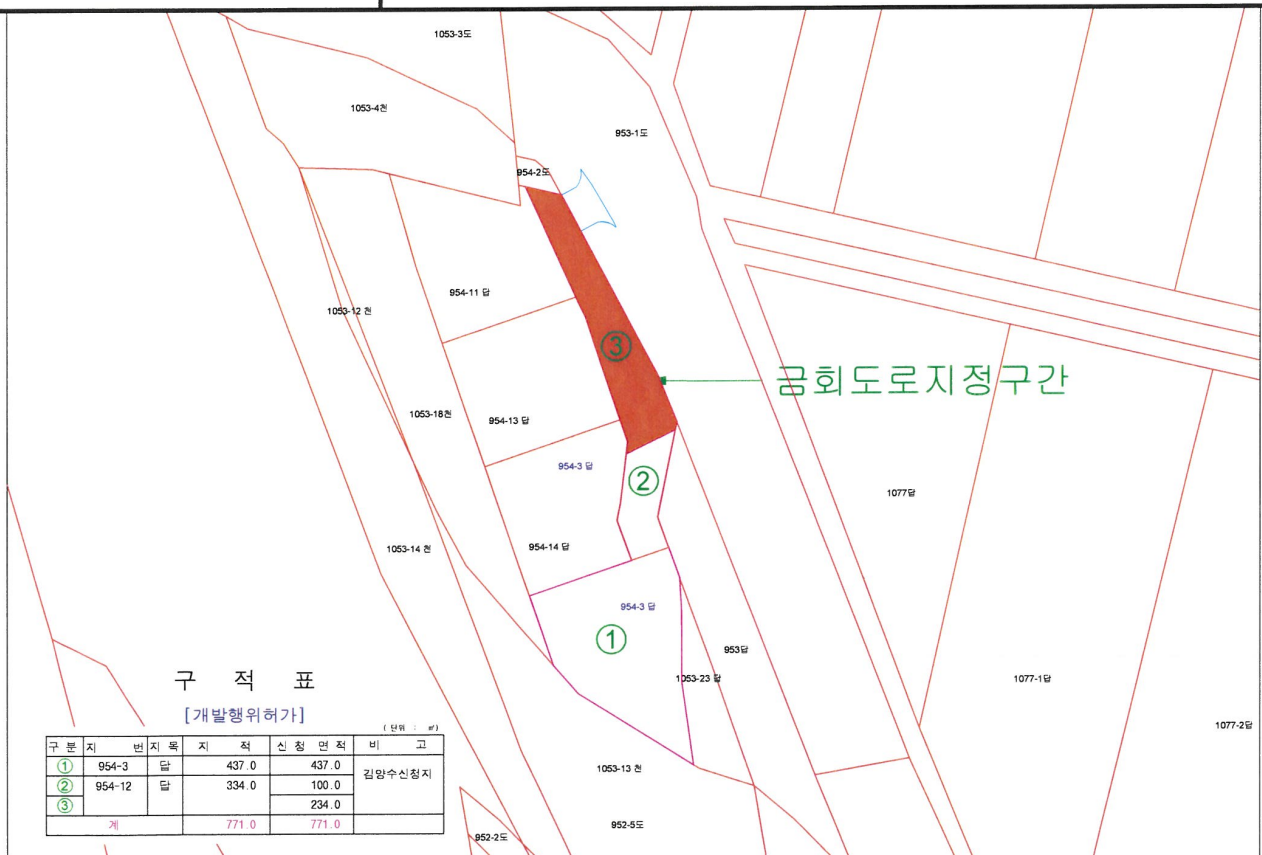 1053-3도
1053-4천
953-1도
954-2도
954-11 답
1053-12 천
③
금회도로지정구간
1053-18천
954-13 답
954-3 답
②
1077답
1053-14 천
954-14 답
954-3 답
①
953답
1053-23 답
1077-1답
1077-2답
1053-13 천
952-5도
952-2도
구 적 표
[개발행위허가]
( 단위 : ㎡)
구 분 지 번 지 목 지 적 신 청 면 적 비 고
① 954-3 답 437.0 437.0 김양수신청지
② 954-12 답 334.0 100.0
③ 234.0
계 771.0 771.0